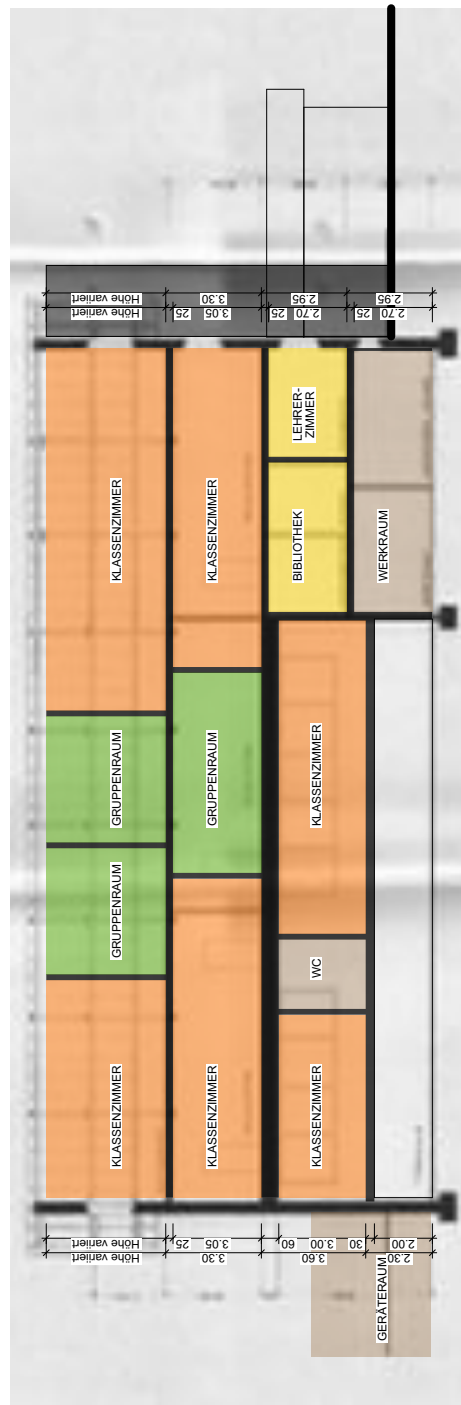 Höhe variiert
Höhe variiert
KLASSENZIMMER
GRUPPENRAUM
GRUPPENRAUM
KLASSENZIMMER
Höhe variiert
Höhe variiert
3.30
25
3.05
KLASSENZIMMER
GRUPPENRAUM
KLASSENZIMMER
25
3.05
3.30
3.60
60
3.00
KLASSENZIMMER
WC
KLASSENZIMMER
BIBLIOTHEK
LEHRER-
ZIMMER
25
2.70
2.95
GERÄTERAUM
2.30
30
2.00
WERKRAUM
25
2.70
2.95